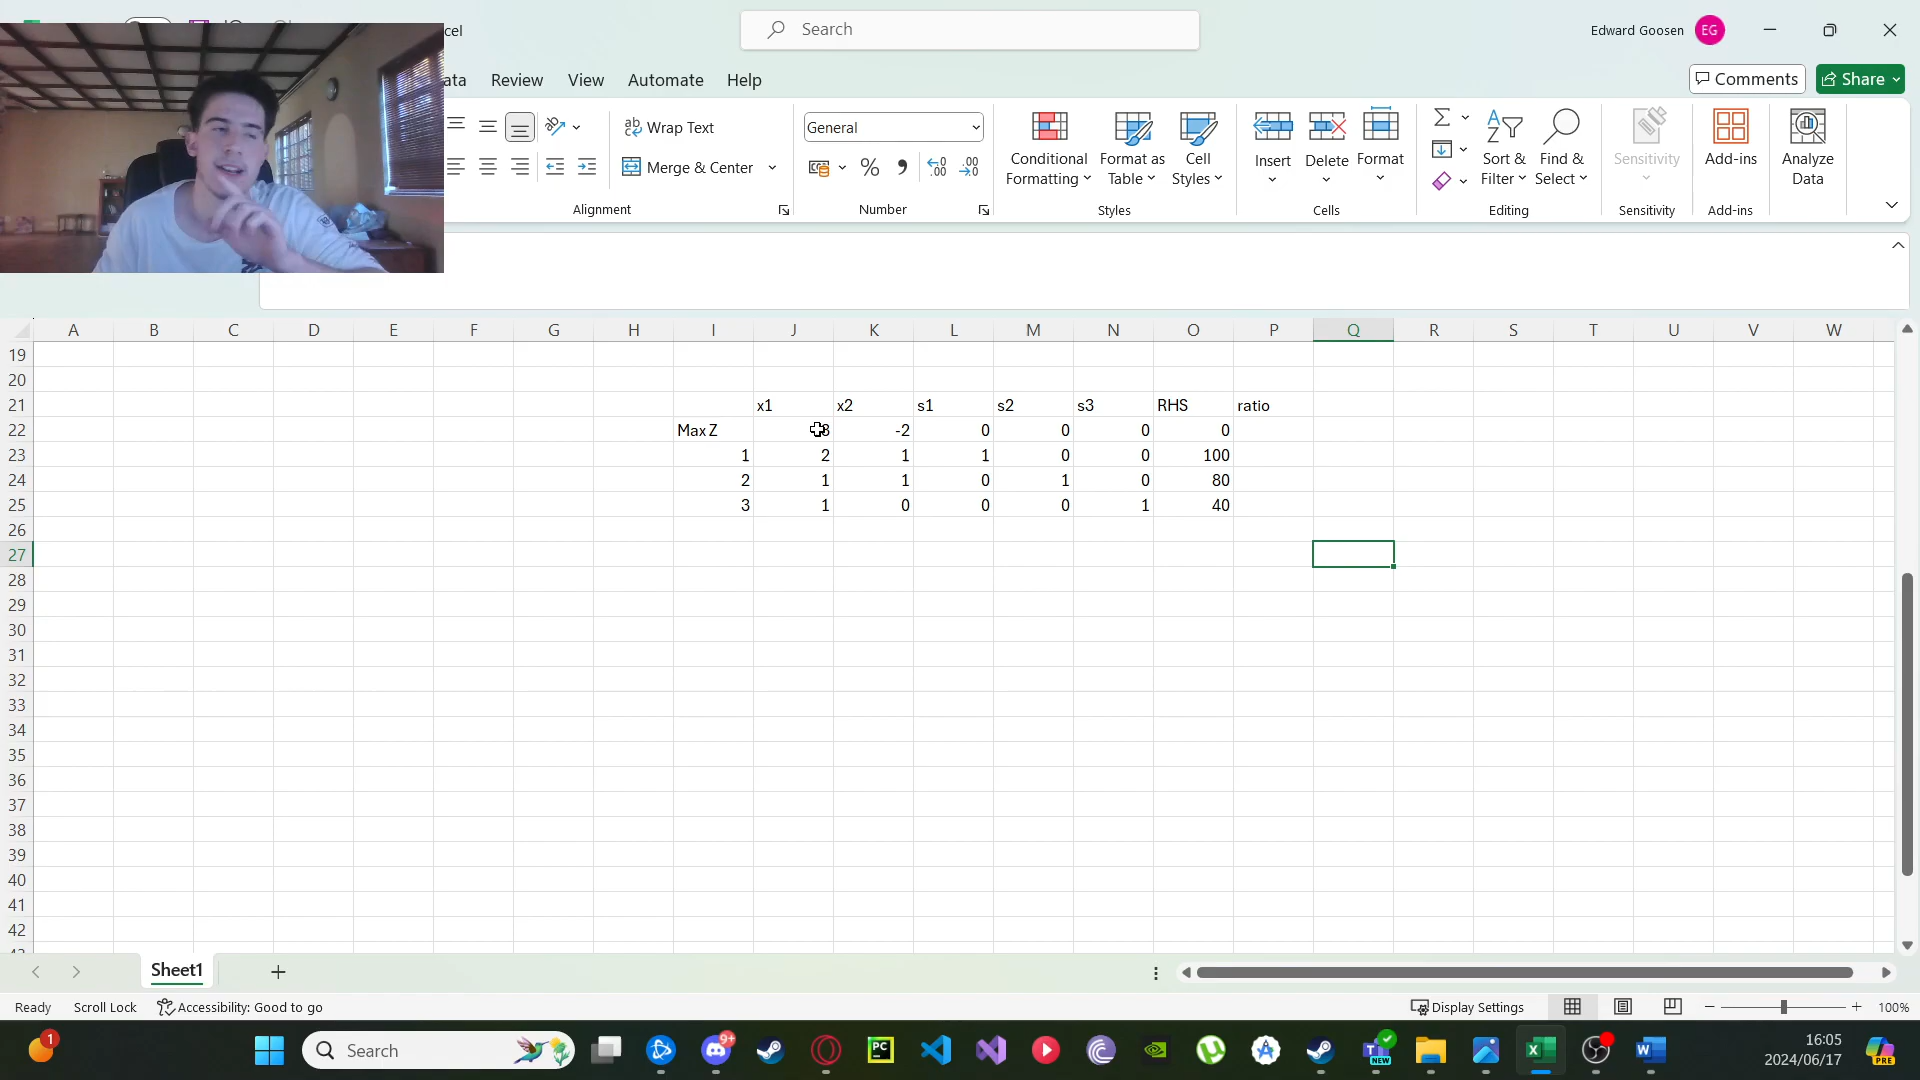 cel
Search
Edward Goosen
EG
ata Review View Automate Help
Comments
Share
Wrap Text
Merge & Center
General
Conditional Formatting
Format as Table
Cell Styles
Insert
Delete
Format
Sort & Filter
Find & Select
Sensitivity
Add-ins
Analyze Data
Alignment
Number
Styles
Cells
Editing
Sensitivity
Add-ins
A B C D E F G H I J K L M N O P Q R S T U V W
19
20
21 x1 x2 s1 s2 s3 RHS ratio
22 Max Z 3 -2 0 0 0 0
23 1 2 1 1 0 0 100
24 2 1 1 0 1 0 80
25 3 1 0 0 0 1 40
26
27
28
29
30
31
32
33
34
35
36
37
38
39
40
41
42
Sheet1
Ready Scroll Lock Accessibility: Good to go
Display Settings
100%
1
Search
9+
PC
NEW
16:05
2024/06/17
PRE